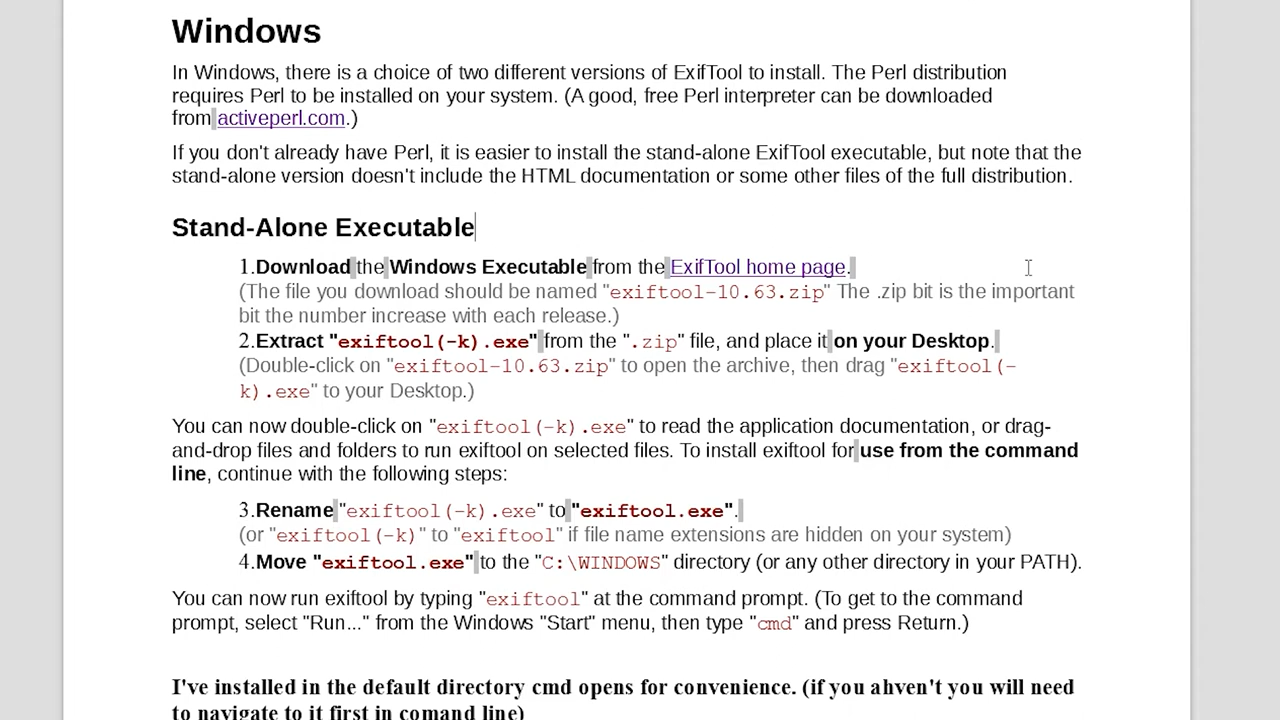 Windows
In Windows, there is a choice of two different versions of ExifTool to install. The Perl distribution
requires Perl to be installed on your system. (A good, free Perl interpreter can be downloaded
from activeperl.com.)
If you don't already have Perl, it is easier to install the stand-alone ExifTool executable, but note that the
stand-alone version doesn't include the HTML documentation or some other files of the full distribution.
Stand-Alone Executable
1.Download the Windows Executable from the ExifTool home page.
(The file you download should be named "exiftool-10.63.zip" The .zip bit is the important
bit the number increase with each release.)
2.Extract "exiftool(-k).exe" from the ".zip" file, and place it on your Desktop.
(Double-click on "exiftool-10.63.zip" to open the archive, then drag "exiftool(-
k).exe" to your Desktop.)
You can now double-click on "exiftool(-k).exe" to read the application documentation, or drag-
and-drop files and folders to run exiftool on selected files. To install exiftool for use from the command
line, continue with the following steps:
3.Rename "exiftool(-k).exe" to "exiftool.exe".
(or "exiftool(-k)" to "exiftool" if file name extensions are hidden on your system)
4.Move "exiftool.exe" to the "C:\WINDOWS" directory (or any other directory in your PATH).
You can now run exiftool by typing "exiftool" at the command prompt. (To get to the command
prompt, select "Run..." from the Windows "Start" menu, then type "cmd" and press Return.)
I've installed in the default directory cmd opens for convenience. (if you ahven't you will need
to navigate to it first in comand line)